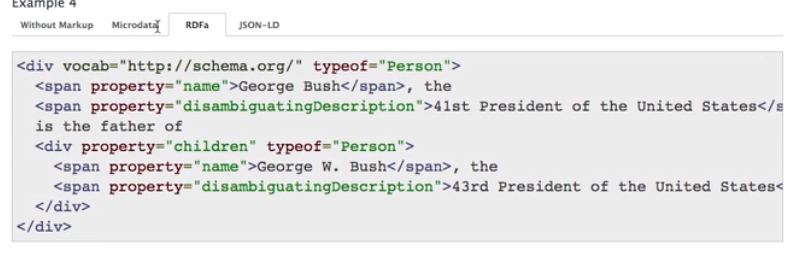 Example 4
Without Markup Microdata RDFa JSON-LD
<div vocab="http://schema.org/" typeof="Person">
<span property="name">George Bush</span>, the
<span property="disambiguatingDescription">41st President of the United States</s
is the father of
<div property="children" typeof="Person">
<span property="name">George W. Bush</span>, the
<span property="disambiguatingDescription">43rd President of the United States<
</div>
</div>